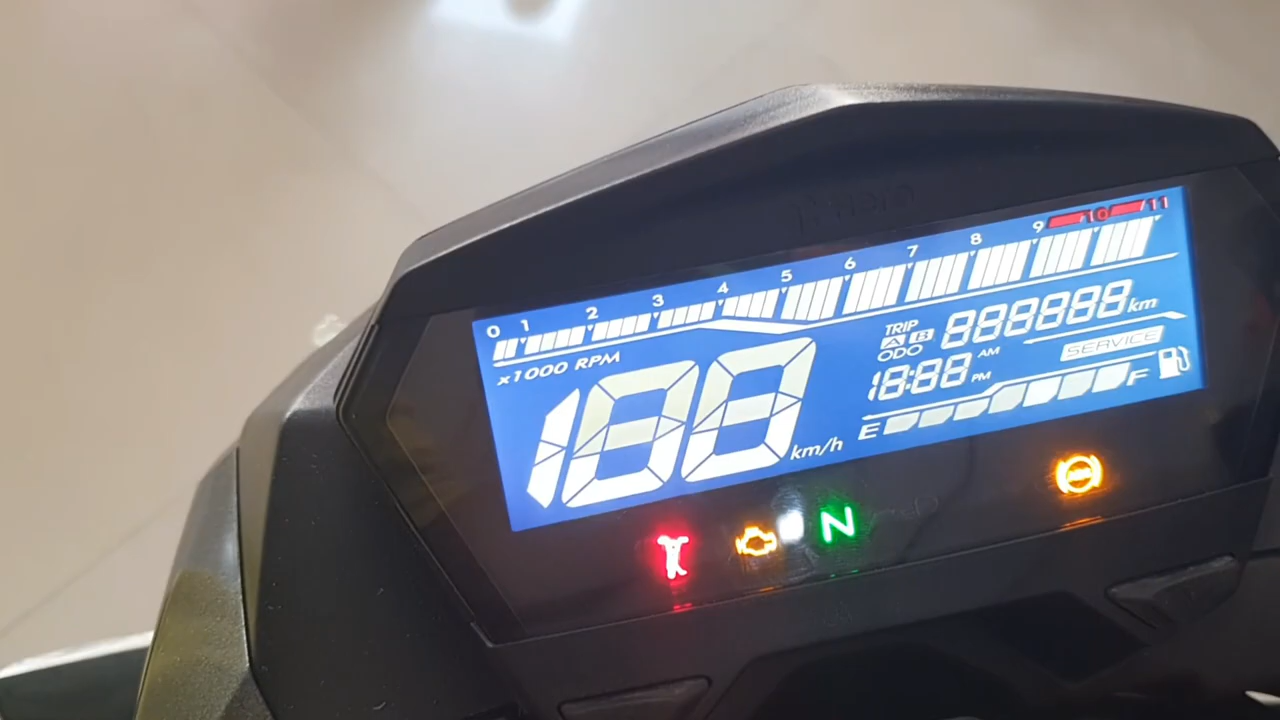 0 1 2 3 4 5 6 7 8 9 10 11
x1000 RPM
TRIP
A B
ODO
888888 km
18:88 AM
PM
SERVICE
188 km/h
E F
N